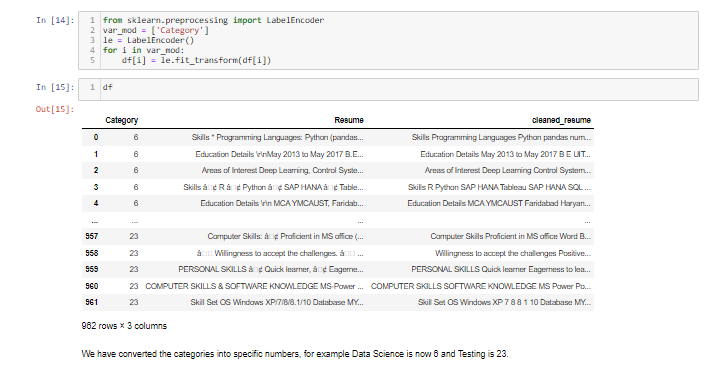 In [14]:
1 from sklearn.preprocessing import LabelEncoder
2 var_mod = ['Category']
3 le = LabelEncoder()
4 for i in var_mod:
5     df[i] = le.fit_transform(df[i])
In [15]:
1 df
Out[15]:
Category Resume cleaned_resume
0 6 Skills * Programming Languages: Python (pandas... Skills Programming Languages Python pandas num...
1 6 Education Details \r\nMay 2013 to May 2017 B.E... Education Details May 2013 to May 2017 B E UIT...
2 6 Areas of Interest Deep Learning, Control Syste... Areas of Interest Deep Learning Control System...
3 6 Skills â¢ R â¢ Python â¢ SAP HANA â¢ Table... Skills R Python SAP HANA Tableau SAP HANA SQL ...
4 6 Education Details \r\n MCA YMCAUST, Faridab... Education Details MCA YMCAUST Faridabad Haryan...
... ... ... ...
957 23 Computer Skills: â¢ Proficient in MS office (... Computer Skills Proficient in MS office Word B...
958 23 â Willingness to accept the challenges. â ... Willingness to accept the challenges Positive...
959 23 PERSONAL SKILLS â¢ Quick learner, â¢ Eagerne... PERSONAL SKILLS Quick learner Eagerness to lea...
960 23 COMPUTER SKILLS & SOFTWARE KNOWLEDGE MS-Power ... COMPUTER SKILLS SOFTWARE KNOWLEDGE MS Power Po...
961 23 Skill Set OS Windows XP/7/8/8.1/10 Database MY... Skill Set OS Windows XP 7 8 8 1 10 Database MY...
962 rows × 3 columns
We have converted the categories into specific numbers, for example Data Science is now 6 and Testing is 23.